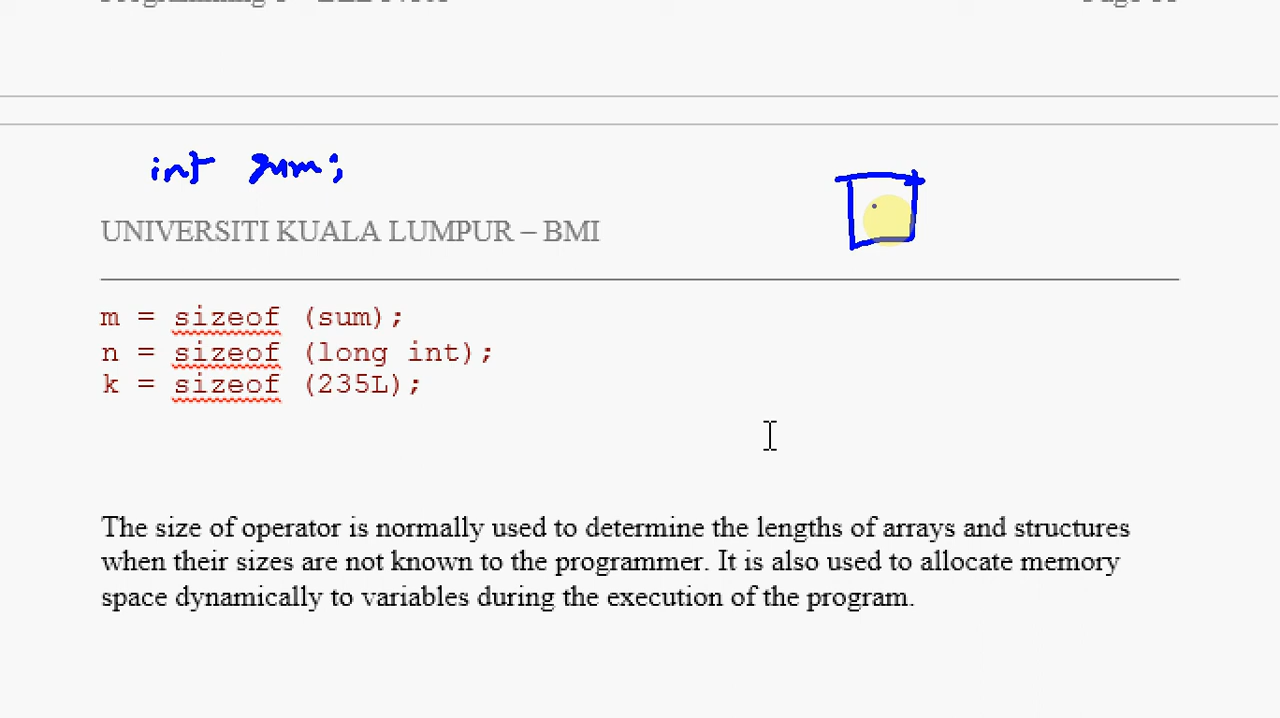 int sum;
UNIVERSITI KUALA LUMPUR – BMI
m = sizeof (sum);
n = sizeof (long int);
k = sizeof (235L);
The size of operator is normally used to determine the lengths of arrays and structures
when their sizes are not known to the programmer. It is also used to allocate memory
space dynamically to variables during the execution of the program.